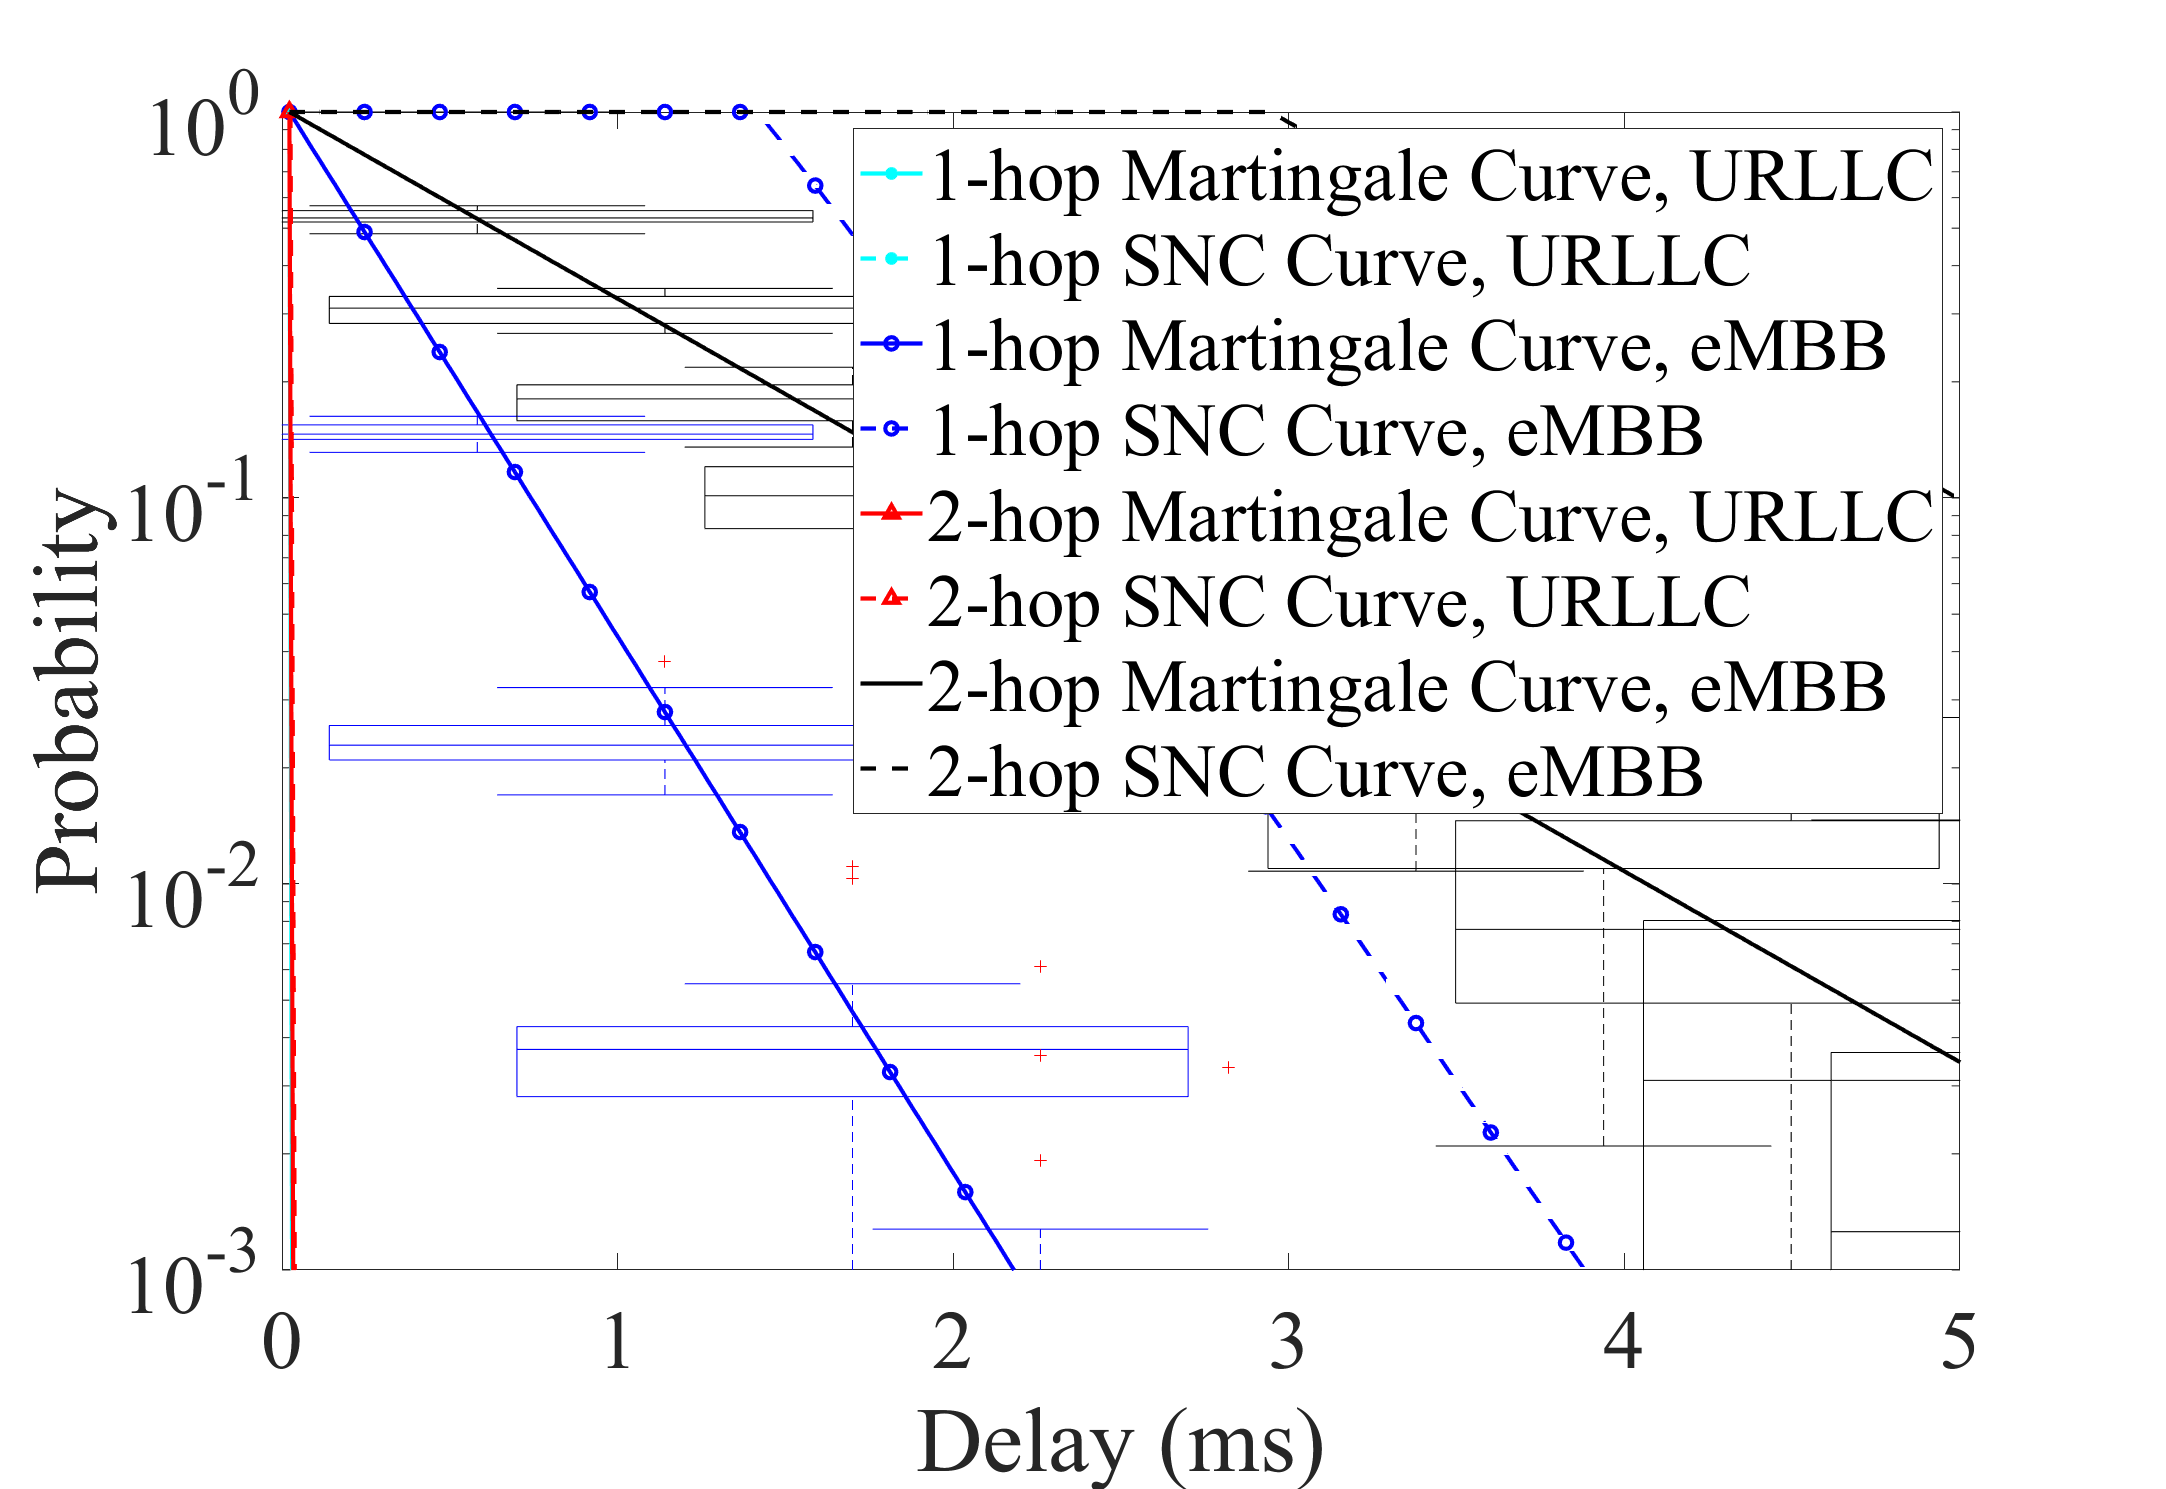 10^0
10^-1
10^-2
10^-3
Probability
1-hop Martingale Curve, URLLC
1-hop SNC Curve, URLLC
1-hop Martingale Curve, eMBB
1-hop SNC Curve, eMBB
2-hop Martingale Curve, URLLC
2-hop SNC Curve, URLLC
2-hop Martingale Curve, eMBB
2-hop SNC Curve, eMBB
0 1 2 3 4 5
Delay (ms)